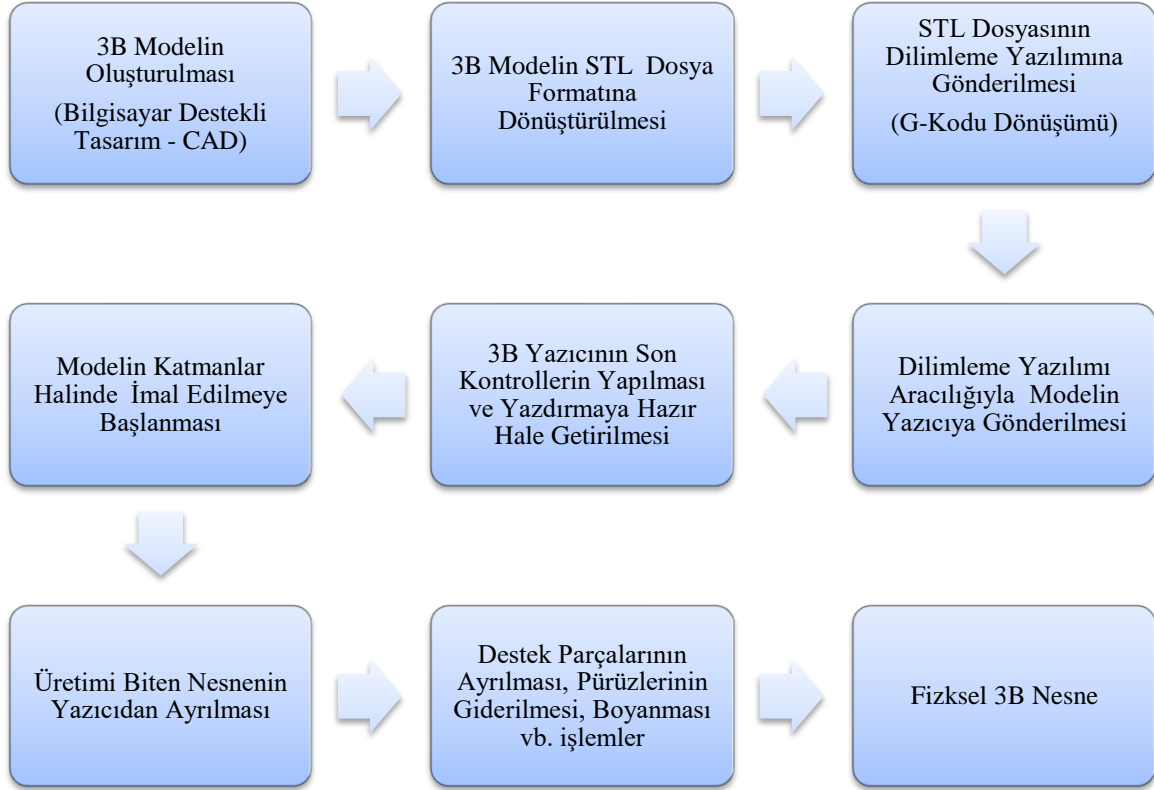 3B Modelin
Oluşturulması
(Bilgisayar Destekli
Tasarım - CAD)
3B Modelin STL Dosya
Formatına
Dönüştürülmesi
STL Dosyasının
Dilimleme Yazılımına
Gönderilmesi
(G-Kodu Dönüşümü)
Dilimleme Yazılımı
Aracılığıyla Modelin
Yazıcıya Gönderilmesi
3B Yazıcının Son
Kontrollerin Yapılması
ve Yazdırmaya Hazır
Hale Getirilmesi
Modelin Katmanlar
Halinde İmal Edilmeye
Başlanması
Üretimi Biten Nesnenin
Yazıcıdan Ayrılması
Destek Parçalarının
Ayrılması, Pürüzlerinin
Giderilmesi, Boyanması
vb. işlemler
Fizksel 3B Nesne